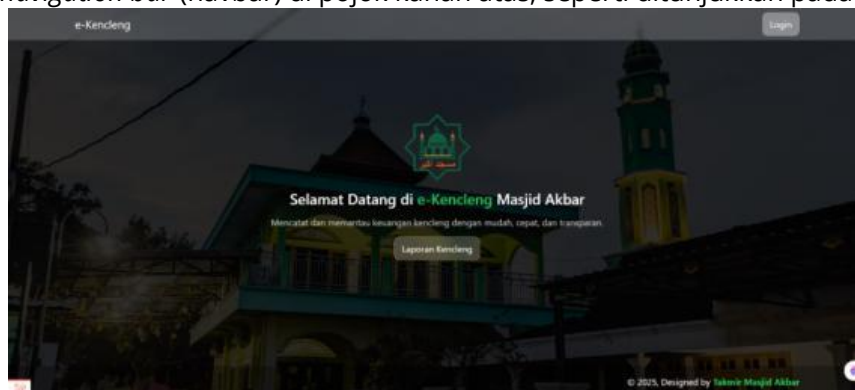 navigation bar (navbar) di pojok kanan atas, seperti ditunjukkan pada
e-Kencleng
Login
Selamat Datang di e-Kencleng Masjid Akbar
Mencatat dan memantau keuangan kencleng dengan mudah, cepat, dan transparan.
Laporan Kencleng
© 2025, Designed by Takmir Masjid Akbar